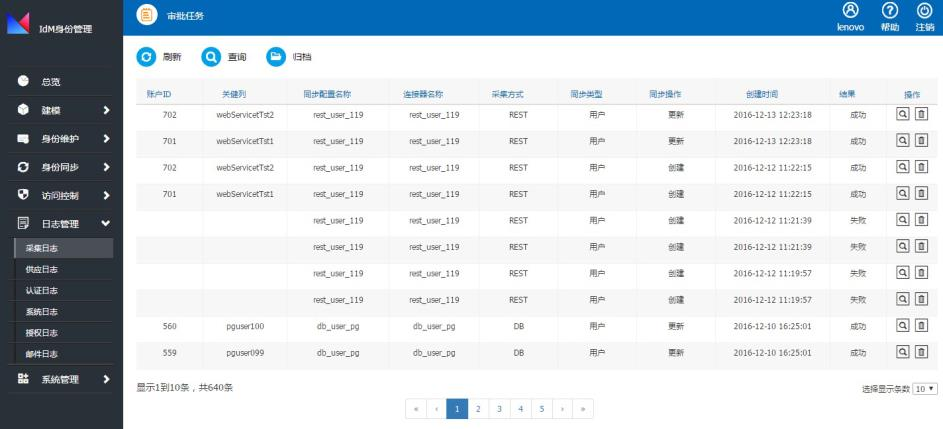 IdM身份管理
审批任务
lenovo 帮助 注销
刷新 查询 归档
总览
建模
身份维护
身份同步
访问控制
日志管理
采集日志
供应日志
认证日志
系统日志
授权日志
邮件日志
系统管理
账户ID 关键列 同步配置名称 连接器名称 采集方式 同步类型 同步操作 创建时间 结果 操作
702 webServicetTst2 rest_user_119 rest_user_119 REST 用户 更新 2016-12-13 12:23:18 成功
701 webServicetTst1 rest_user_119 rest_user_119 REST 用户 更新 2016-12-13 12:23:18 成功
702 webServicetTst2 rest_user_119 rest_user_119 REST 用户 创建 2016-12-12 11:22:15 成功
701 webServicetTst1 rest_user_119 rest_user_119 REST 用户 创建 2016-12-12 11:22:15 成功
rest_user_119 rest_user_119 REST 用户 创建 2016-12-12 11:21:39 失败
rest_user_119 rest_user_119 REST 用户 创建 2016-12-12 11:21:39 失败
rest_user_119 rest_user_119 REST 用户 创建 2016-12-12 11:19:57 失败
rest_user_119 rest_user_119 REST 用户 创建 2016-12-12 11:19:57 失败
560 pguser100 db_user_pg db_user_pg DB 用户 更新 2016-12-10 16:25:01 成功
559 pguser099 db_user_pg db_user_pg DB 用户 更新 2016-12-10 16:25:01 成功
显示1到10条，共640条 选择显示条数 10
« ‹ 1 2 3 4 5 › »